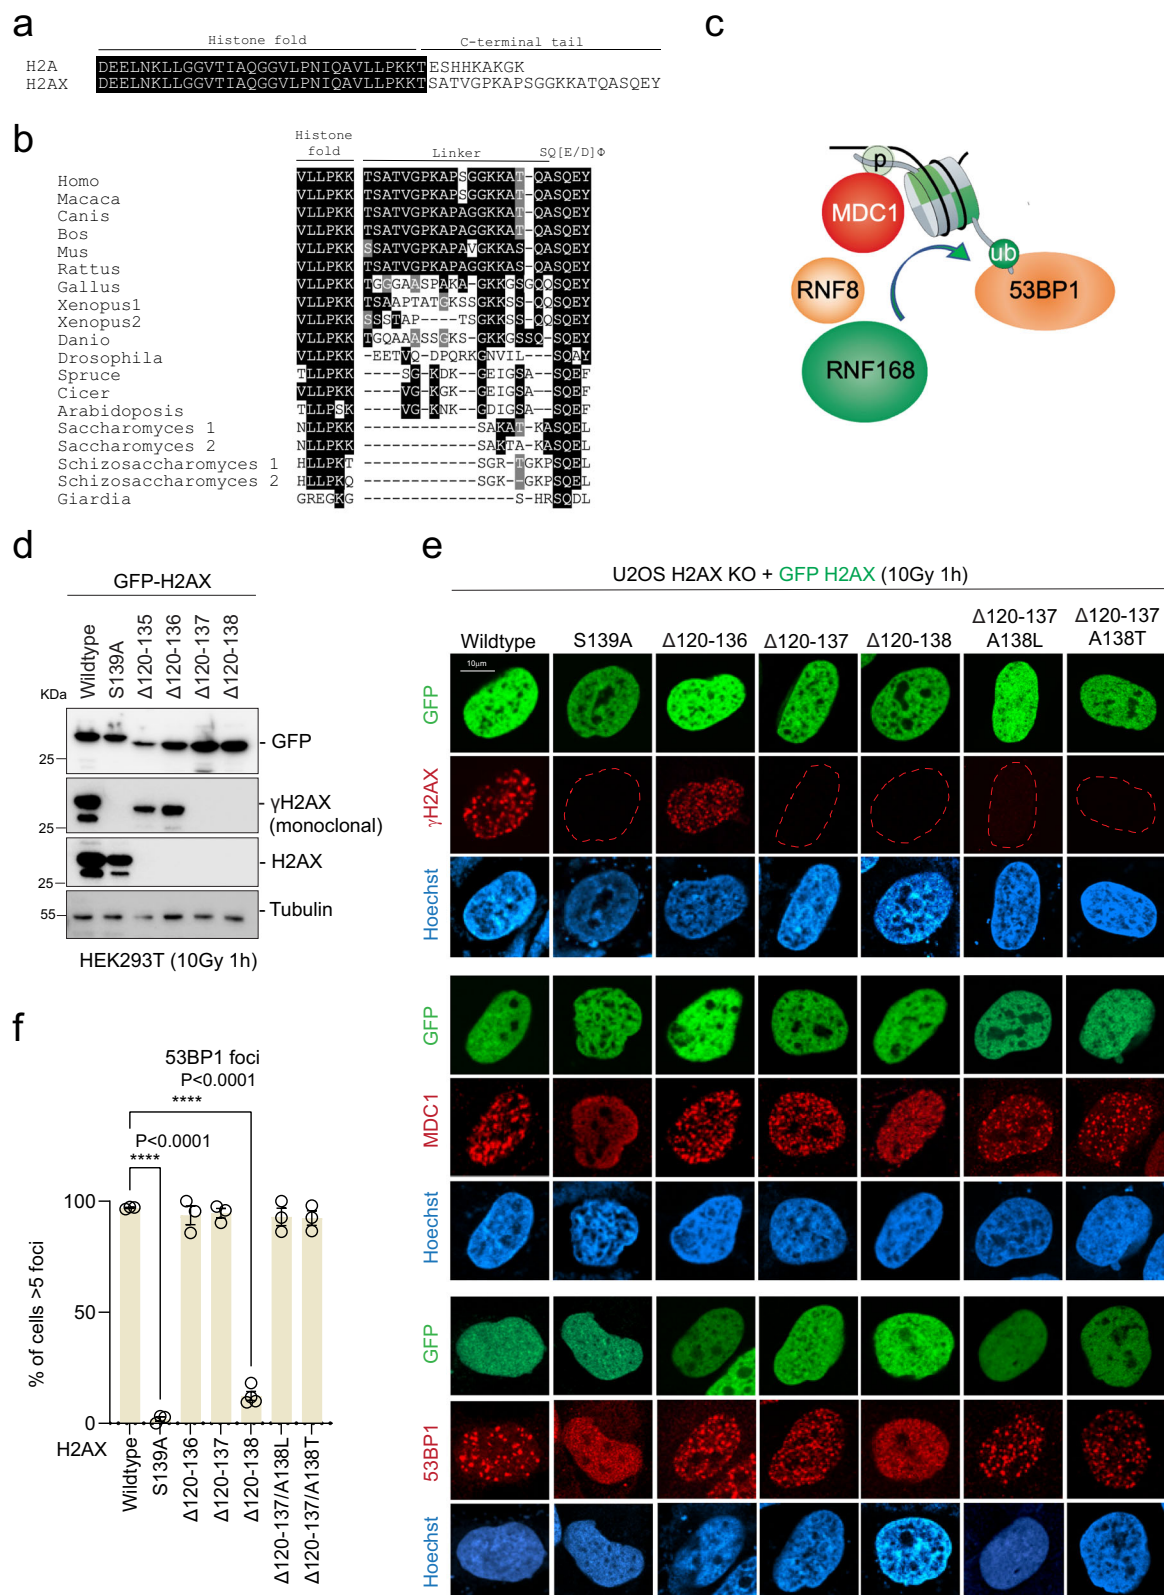 a
Histone fold
C-terminal tail
H2A DEELNKLLGGVTIAQGGVLPNIQAVLLPKKTESHHKAKGK
H2AX DEELNKLLGGVTIAQGGVLPNIQAVLLPKKTSATVGPKAPSGGKKATQASQEY
b
Histone fold
Linker
SQ[E/D]Φ
Homo VLLPKK TSATVGPKAPSGGKKAT-QASQEY
Macaca VLLPKK TSATVGPKAPSGGKKAT-QASQEY
Canis VLLPKK TSATVGPKAPAGGKKAT-QASQEY
Bos VLLPKK TSATVGPKAPAGGKKAT-QASQEY
Mus VLLPKK SSATVGPKAPAVGKKAS-QASQEY
Rattus VLLPKK TSATVGPKAPAGGKKAS-QASQEY
Gallus VLLPKK TGGGAASPAKA-GKKGSGQQSQEY
Xenopus1 VLLPKK TSAAPTATGKSSGKKSS-QQSQEY
Xenopus2 VLLPKK SSSTAP----TSGKKSS-QQSQEY
Danio VLLPKK TGQAAASSGKS-GKKGSSQ-SQEY
Drosophila VLLPKK -EETVQ-DPQRKGNVIL---SQAY
Spruce TLLPKK ----SG-KDK--GEIGSA--SQEF
Cicer VLLPKK ----VG-KGK--GEIGSA--SQEF
Arabidoposis TLLPSK ----VG-KNK--GDIGSA--SQEF
Saccharomyces 1 NLLPKK ------------SAKAT-KASQEL
Saccharomyces 2 NLLPKK ------------SAKTA-KASQEL
Schizosaccharomyces 1 HLLPKT ------------SGR-TGKPSQEL
Schizosaccharomyces 2 HLLPKQ ------------SGK--GKPSQEL
Giardia GREGKG ----------------S-HRSQDL
c
p
MDC1
ub
RNF8
53BP1
RNF168
d
GFP-H2AX
Wildtype
S139A
Δ120-135
Δ120-136
Δ120-137
Δ120-138
KDa
25
GFP
25
γH2AX
(monoclonal)
25
H2AX
55
Tubulin
HEK293T (10Gy 1h)
e
U2OS H2AX KO + GFP H2AX (10Gy 1h)
Wildtype
S139A
Δ120-136
Δ120-137
Δ120-138
Δ120-137
A138L
Δ120-137
A138T
10μm
GFP
γH2AX
Hoechst
GFP
MDC1
Hoechst
GFP
53BP1
Hoechst
f
53BP1 foci
P<0.0001
****
P<0.0001
****
% of cells >5 foci
100
50
0
H2AX
Wildtype
S139A
Δ120-136
Δ120-137
Δ120-138
Δ120-137/A138L
Δ120-137/A138T